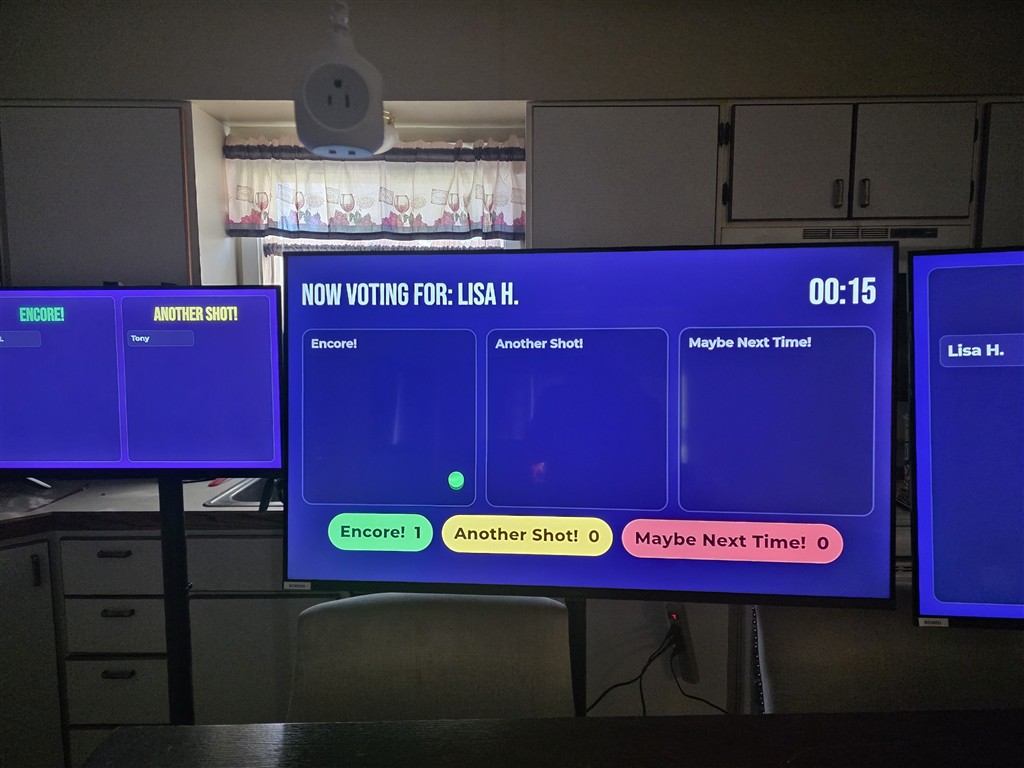 ENCORE!
ANOTHER SHOT!
Tony
NOW VOTING FOR: LISA H.
00:15
Encore!
Another Shot!
Maybe Next Time!
Encore! 1
Another Shot! 0
Maybe Next Time! 0
Lisa H.